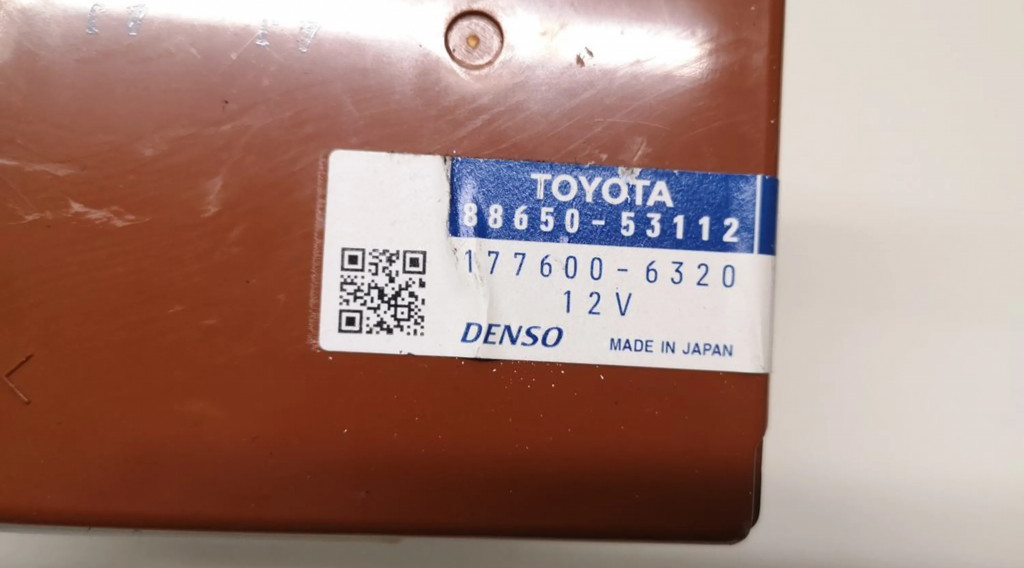 TOYOTA
88650-53112
177600-6320
12V
DENSO
MADE IN JAPAN